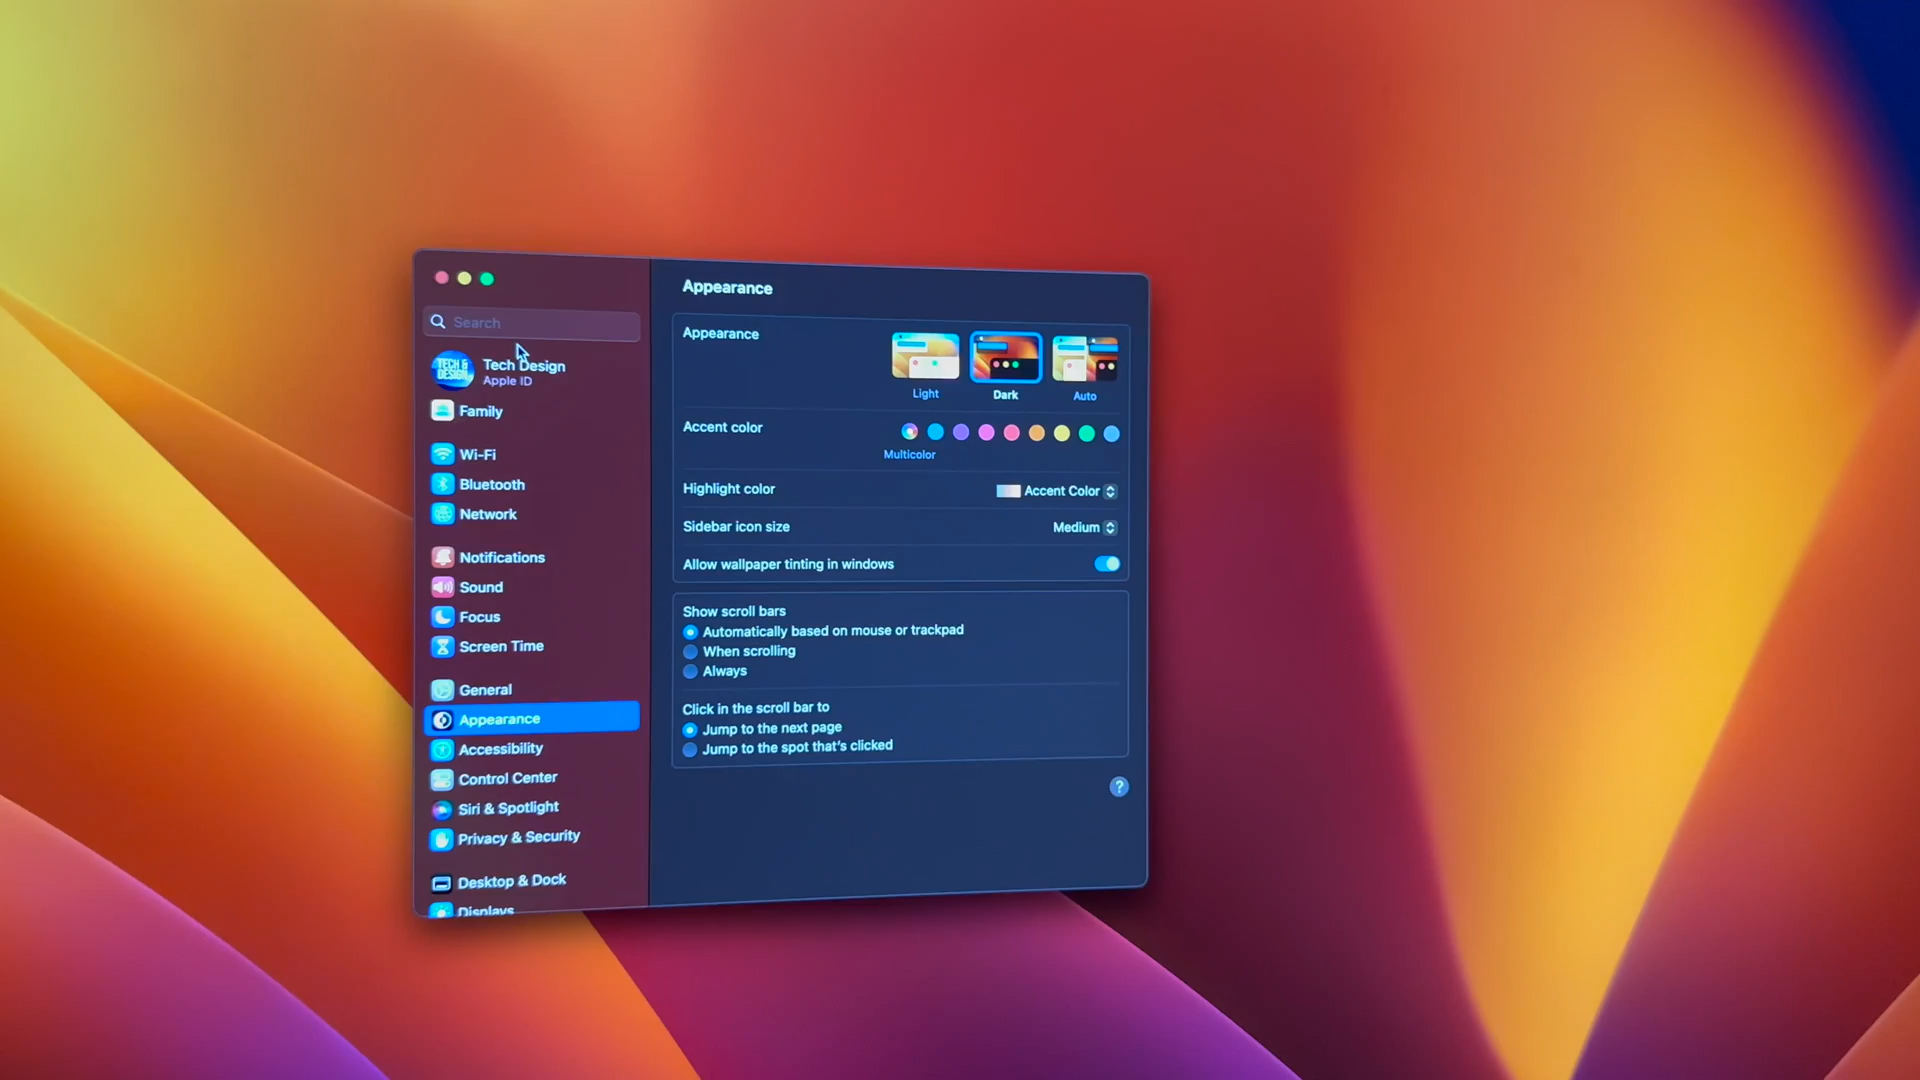 Search
TECH &
DESIGN
Tech Design
Apple ID
Family
Wi-Fi
Bluetooth
Network
Notifications
Sound
Focus
Screen Time
General
Appearance
Accessibility
Control Center
Siri & Spotlight
Privacy & Security
Desktop & Dock
Displays
Appearance
Appearance
Light
Dark
Auto
Accent color
Multicolor
Highlight color
Accent Color
Sidebar icon size
Medium
Allow wallpaper tinting in windows
Show scroll bars
Automatically based on mouse or trackpad
When scrolling
Always
Click in the scroll bar to
Jump to the next page
Jump to the spot that's clicked
?